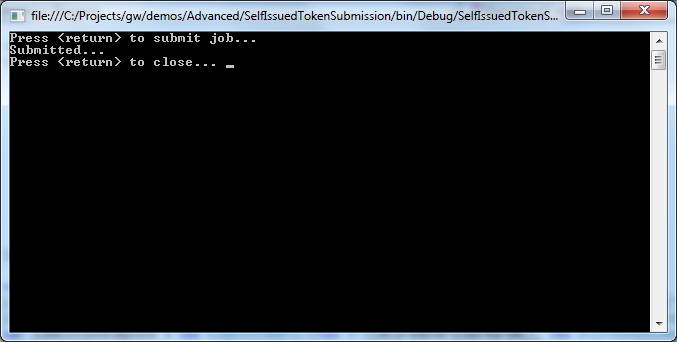 file:///C:/Projects/gw/demos/Advanced/SelfIssuedTokenSubmission/bin/Debug/SelfIssuedTokenS...
Press <return> to submit job...
Submitted...
Press <return> to close... _